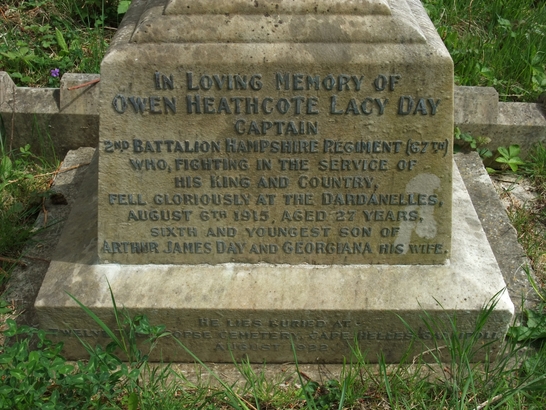 IN LOVING MEMORY OF
OWEN HEATHCOTE LACY DAY
CAPTAIN
2ND BATTALION HAMPSHIRE REGIMENT (67TH)
WHO, FIGHTING IN THE SERVICE OF
HIS KING AND COUNTRY,
FELL GLORIOUSLY AT THE DARDANELLES,
AUGUST 6TH 1915, AGED 27 YEARS,
SIXTH AND YOUNGEST SON OF
ARTHUR JAMES DAY AND GEORGIANA HIS WIFE.
HE LIES BURIED AT
COPSE CEMETERY, CAPE HELLES
AUGUST